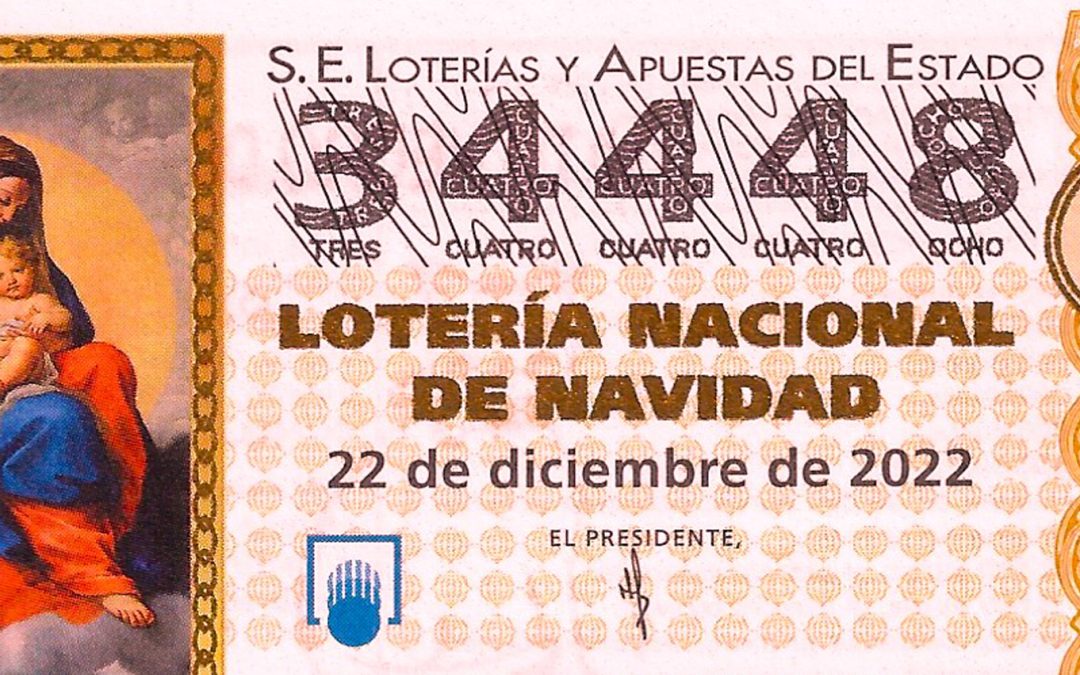 S. E. LOTERÍAS Y APUESTAS DEL ESTADO
34448
TRES CUATRO CUATRO CUATRO OCHO
LOTERÍA NACIONAL
DE NAVIDAD
22 de diciembre de 2022
EL PRESIDENTE,